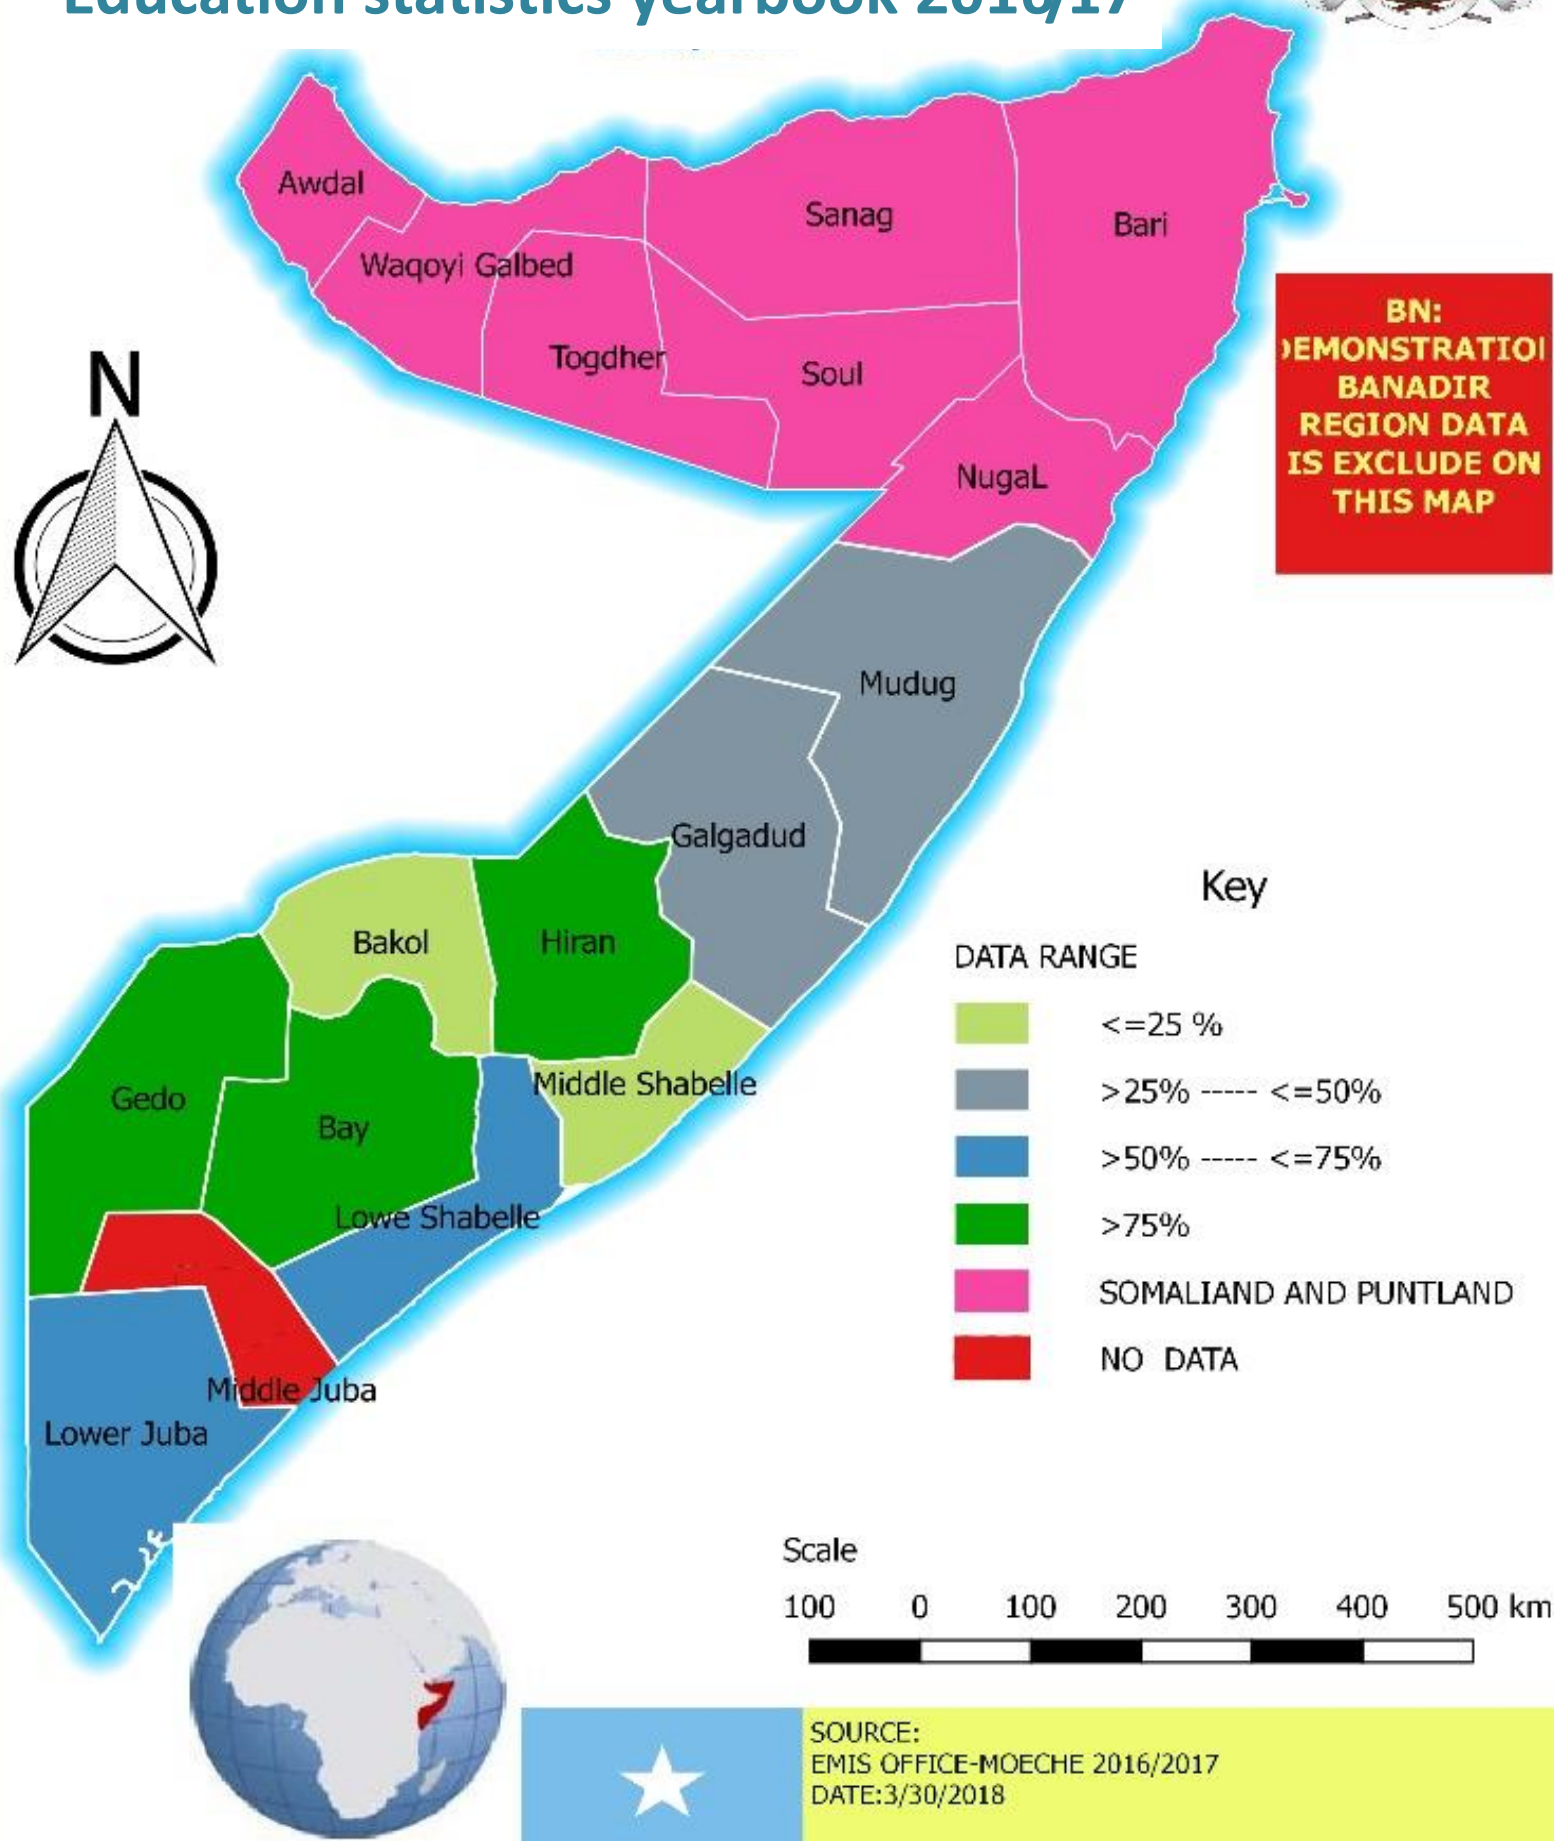 Education statistics yearbook 2016/17
Awdal
Sanag
Bari
Waqoyi Galbed
Togdher
Soul
NugaL
N
BN:
DEMONSTRATIO
BANADIR
REGION DATA
IS EXCLUDE ON
THIS MAP
Mudug
Galgadud
Bakol
Hiran
Middle Shabelle
Gedo
Bay
Lowe Shabelle
Middle Juba
Lower Juba
Key
DATA RANGE
<=25 %
>25% ----- <=50%
>50% ----- <=75%
>75%
SOMALIAND AND PUNTLAND
NO DATA
Scale
100 0 100 200 300 400 500 km
SOURCE:
EMIS OFFICE-MOECHE 2016/2017
DATE:3/30/2018